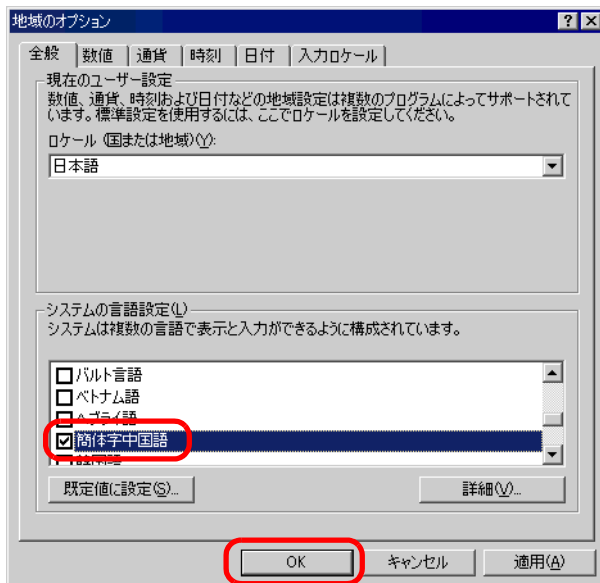 地域のオプション
全般 数値 通貨 時刻 日付 入力ロケール
現在のユーザー設定
数値、通貨、時刻および日付などの地域設定は複数のプログラムによってサポートされて
います。標準設定を使用するには、ここでロケールを設定してください。
ロケール (国または地域)(Y):
日本語
システムの言語設定(L)
システムは複数の言語で表示と入力ができるように構成されています。
バルト言語
ベトナム語
ヘブライ語
簡体字中国語
韓国語
既定値に設定(S)... 詳細(V)...
OK キャンセル 適用(A)